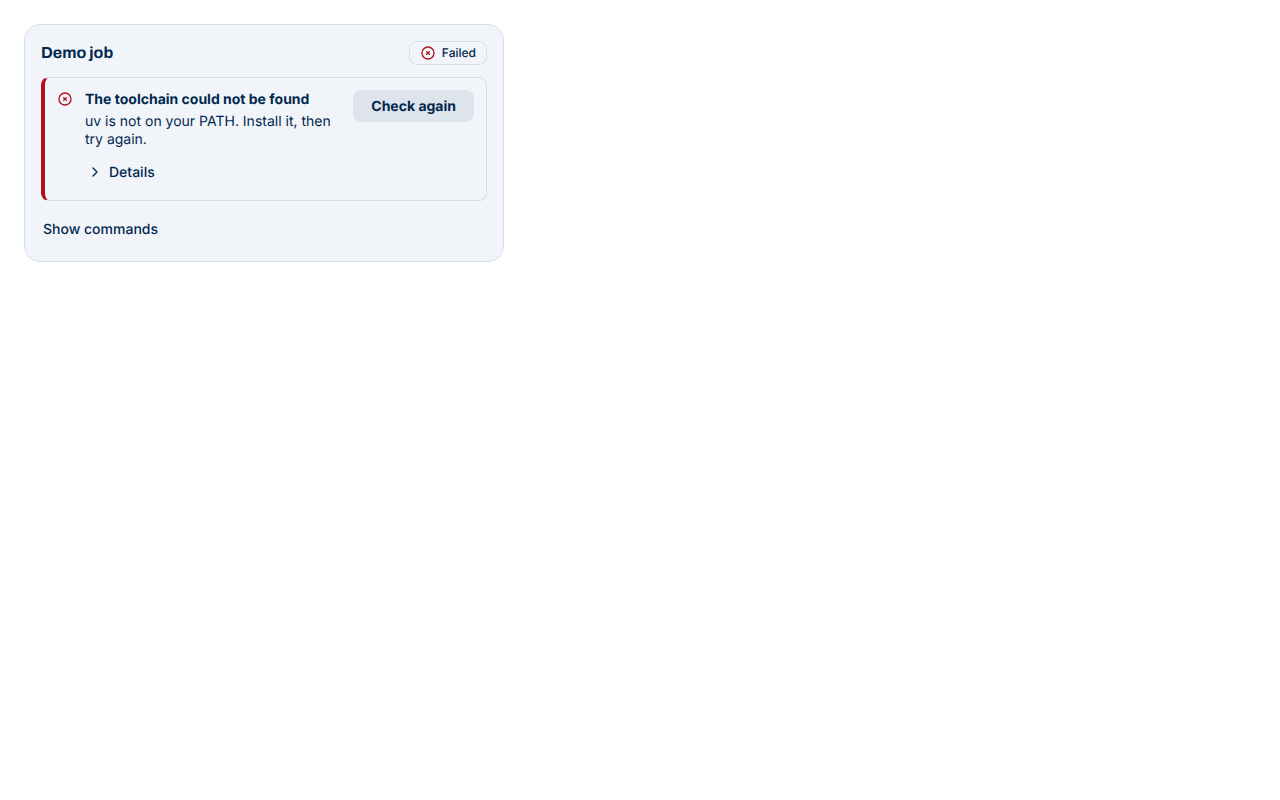 Demo job
Failed
The toolchain could not be found
Check again
uv is not on your PATH. Install it, then
try again.
Details
Show commands